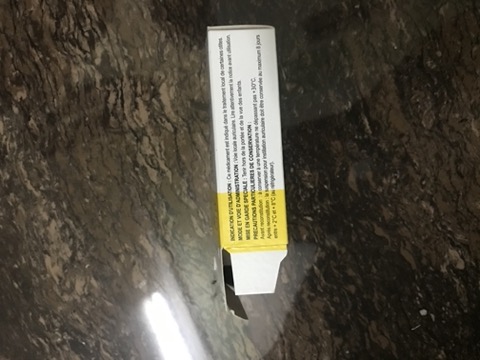 INDICATION D'UTILISATION : Ce médicament est indiqué dans le traitement local de certaines otites.
MODE ET VOIE D'ADMINISTRATION : Voie locale auriculaire. Lire attentivement la notice avant utilisation.
MISE EN GARDE SPECIALE : Tenir hors de la portée et de la vue des enfants.
PRECAUTIONS PARTICULIERES DE CONSERVATION :
Avant reconstitution : à conserver à une température ne dépassant pas +30°C.
Après reconstitution : la suspension pour instillation auriculaire doit être conservée au maximum 8 jours
entre + 2°C et + 8°C (au réfrigérateur).